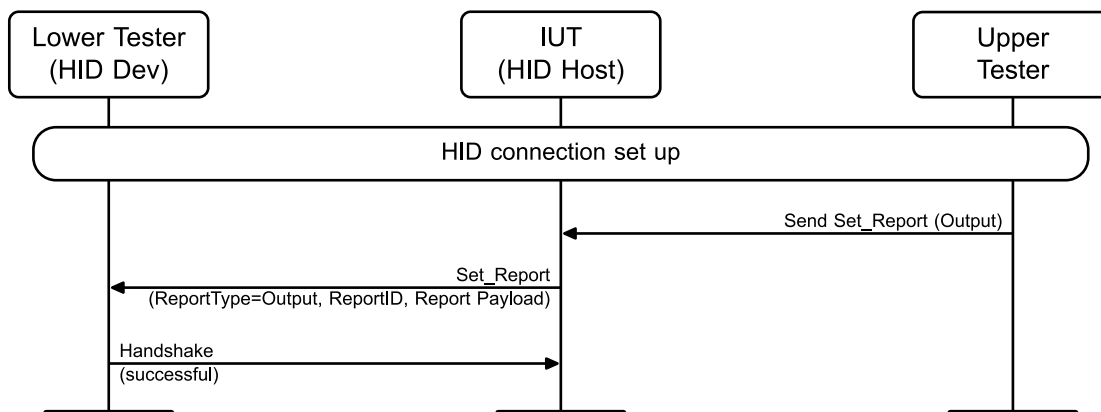 Lower Tester
(HID Dev)
IUT
(HID Host)
Upper
Tester
HID connection set up
Send Set_Report (Output)
Set_Report
(ReportType=Output, ReportID, Report Payload)
Handshake
(successful)